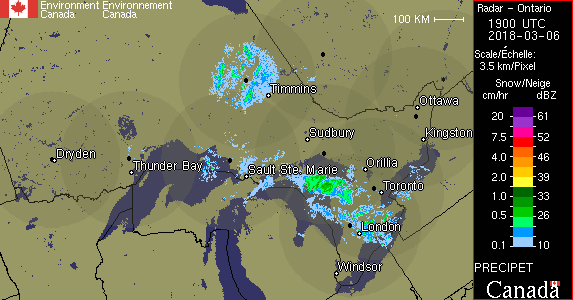 Environment Environnement
Canada Canada
100 KM
Timmins
Ottawa
Sudbury
Kingston
Dryden
Thunder Bay
Sault Ste. Marie
Orillia
Toronto
London
Windsor
Radar - Ontario
1900 UTC
2018-03-06
Scale/Échelle:
3.5 km/Pixel
Snow/Neige
cm/hr dBZ
20 61
7.5 52
4.0 46
2.0 39
1.0 33
0.5 26
0.1 10
PRECIPET
Canada